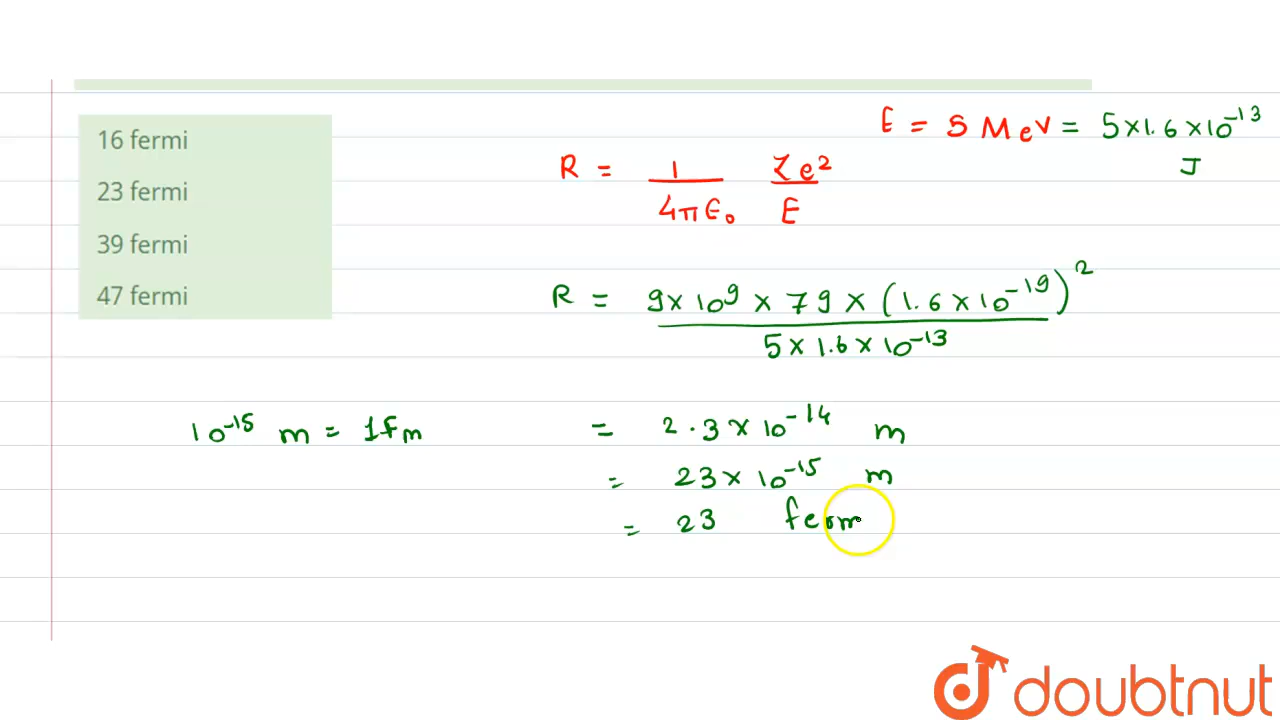 16 fermi
23 fermi
39 fermi
47 fermi
E = 5 MeV = 5 × 1.6 × 10⁻¹³ J
R = 1/4πε₀ Ze²/E
R = 9 × 10⁹ × 79 × (1.6 × 10⁻¹⁹)² / 5 × 1.6 × 10⁻¹³
10⁻¹⁵ m = 1fm
= 2.3 × 10⁻¹⁴ m
= 23 × 10⁻¹⁵ m
= 23 ferm
doubtnut